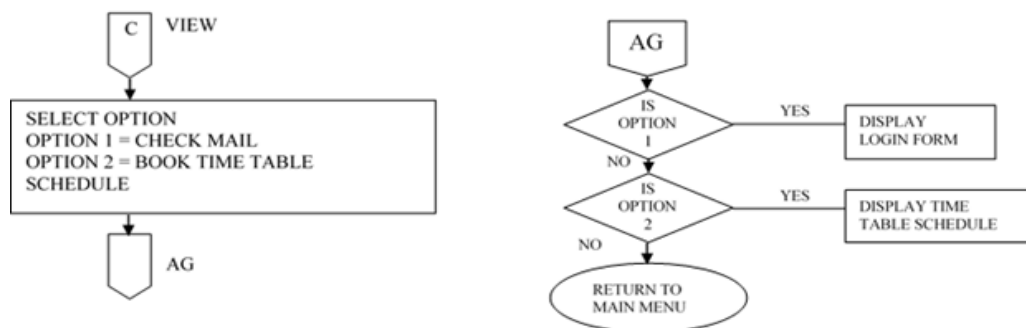 C
VIEW
SELECT OPTION
OPTION 1 = CHECK MAIL
OPTION 2 = BOOK TIME TABLE
SCHEDULE
AG
AG
IS
OPTION
1
YES
DISPLAY
LOGIN FORM
NO
IS
OPTION
2
YES
DISPLAY TIME
TABLE SCHEDULE
NO
RETURN TO
MAIN MENU